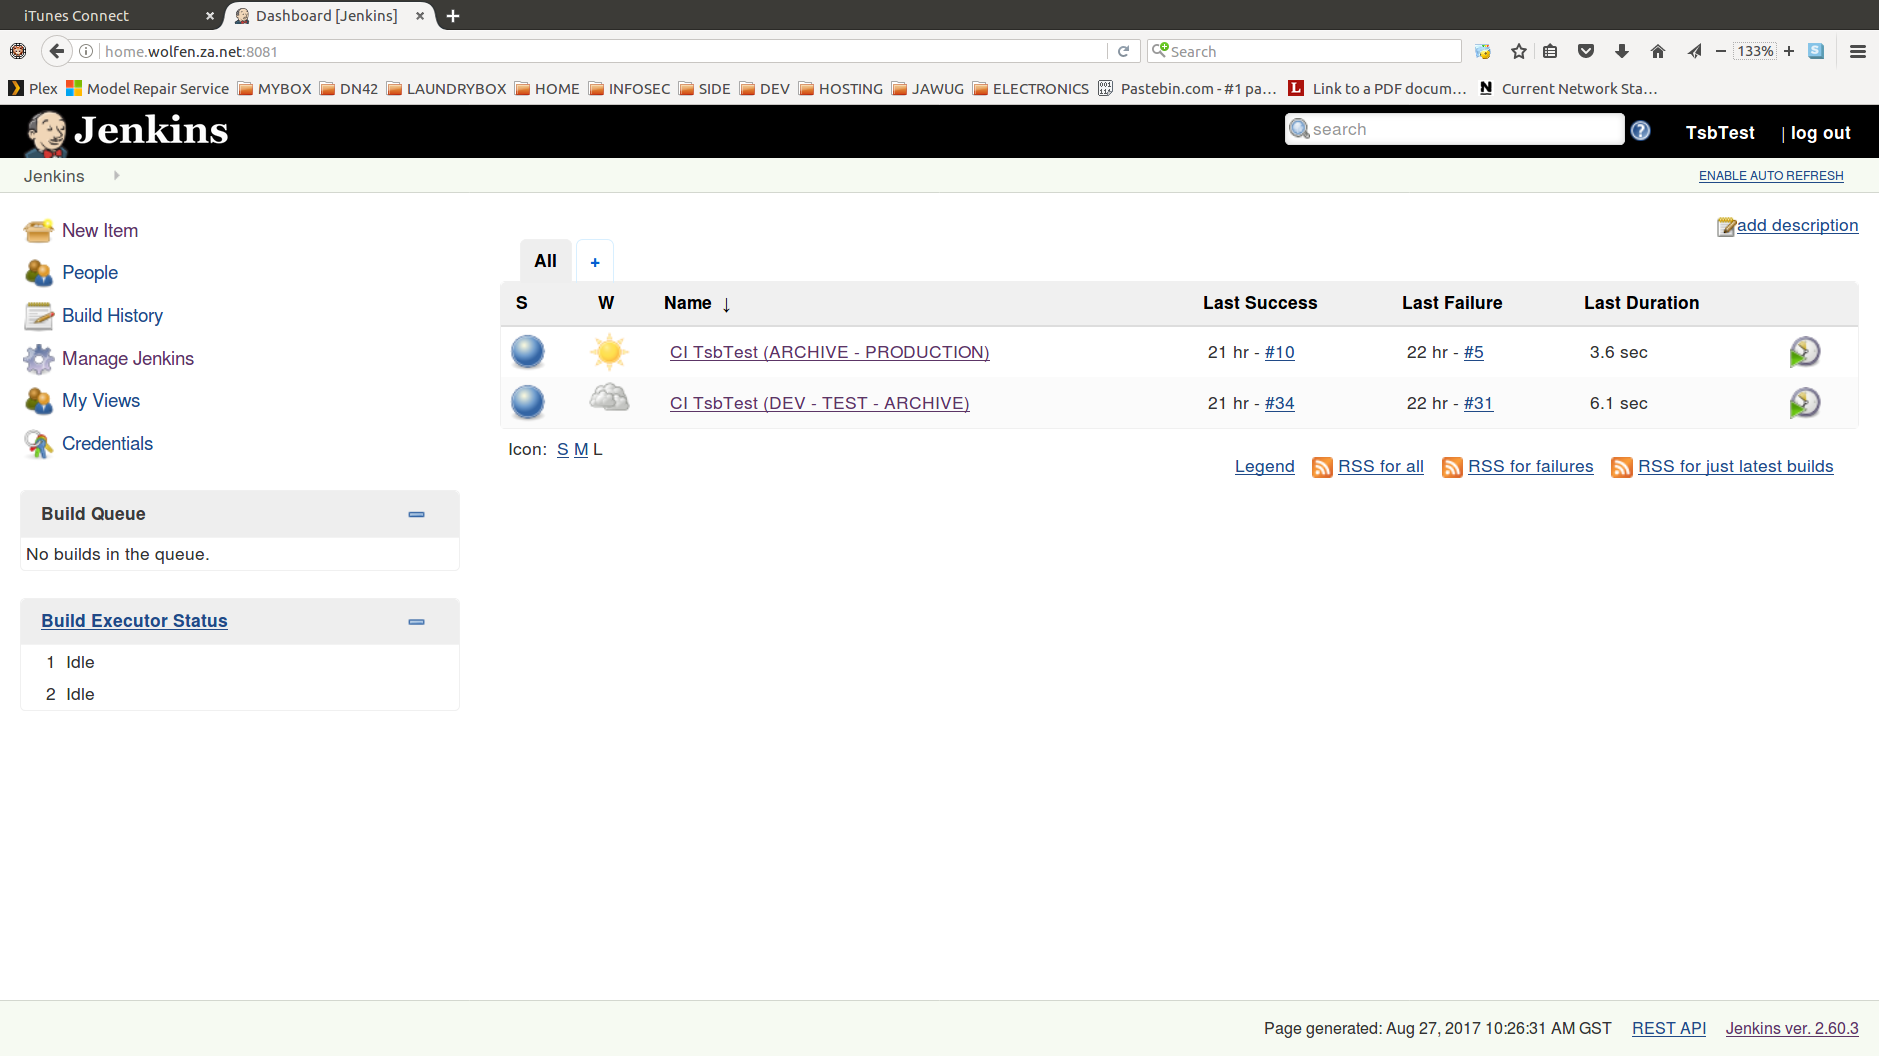 iTunes Connect × Dashboard [Jenkins] × +
home.wolfen.za.net:8081 Search 133%
Plex Model Repair Service MYBOX DN42 LAUNDRYBOX HOME INFOSEC SIDE DEV HOSTING JAWUG ELECTRONICS Pastebin.com - #1 pa... Link to a PDF docum... Current Network Sta...
Jenkins search TsbTest | log out
Jenkins ENABLE AUTO REFRESH
add description
New Item
People
Build History
Manage Jenkins
My Views
Credentials
Build Queue
No builds in the queue.
Build Executor Status
1 Idle
2 Idle
All +
S W Name ↓ Last Success Last Failure Last Duration
CI TsbTest (ARCHIVE - PRODUCTION) 21 hr - #10 22 hr - #5 3.6 sec
CI TsbTest (DEV - TEST - ARCHIVE) 21 hr - #34 22 hr - #31 6.1 sec
Icon: S M L
Legend RSS for all RSS for failures RSS for just latest builds
Page generated: Aug 27, 2017 10:26:31 AM GST REST API Jenkins ver. 2.60.3